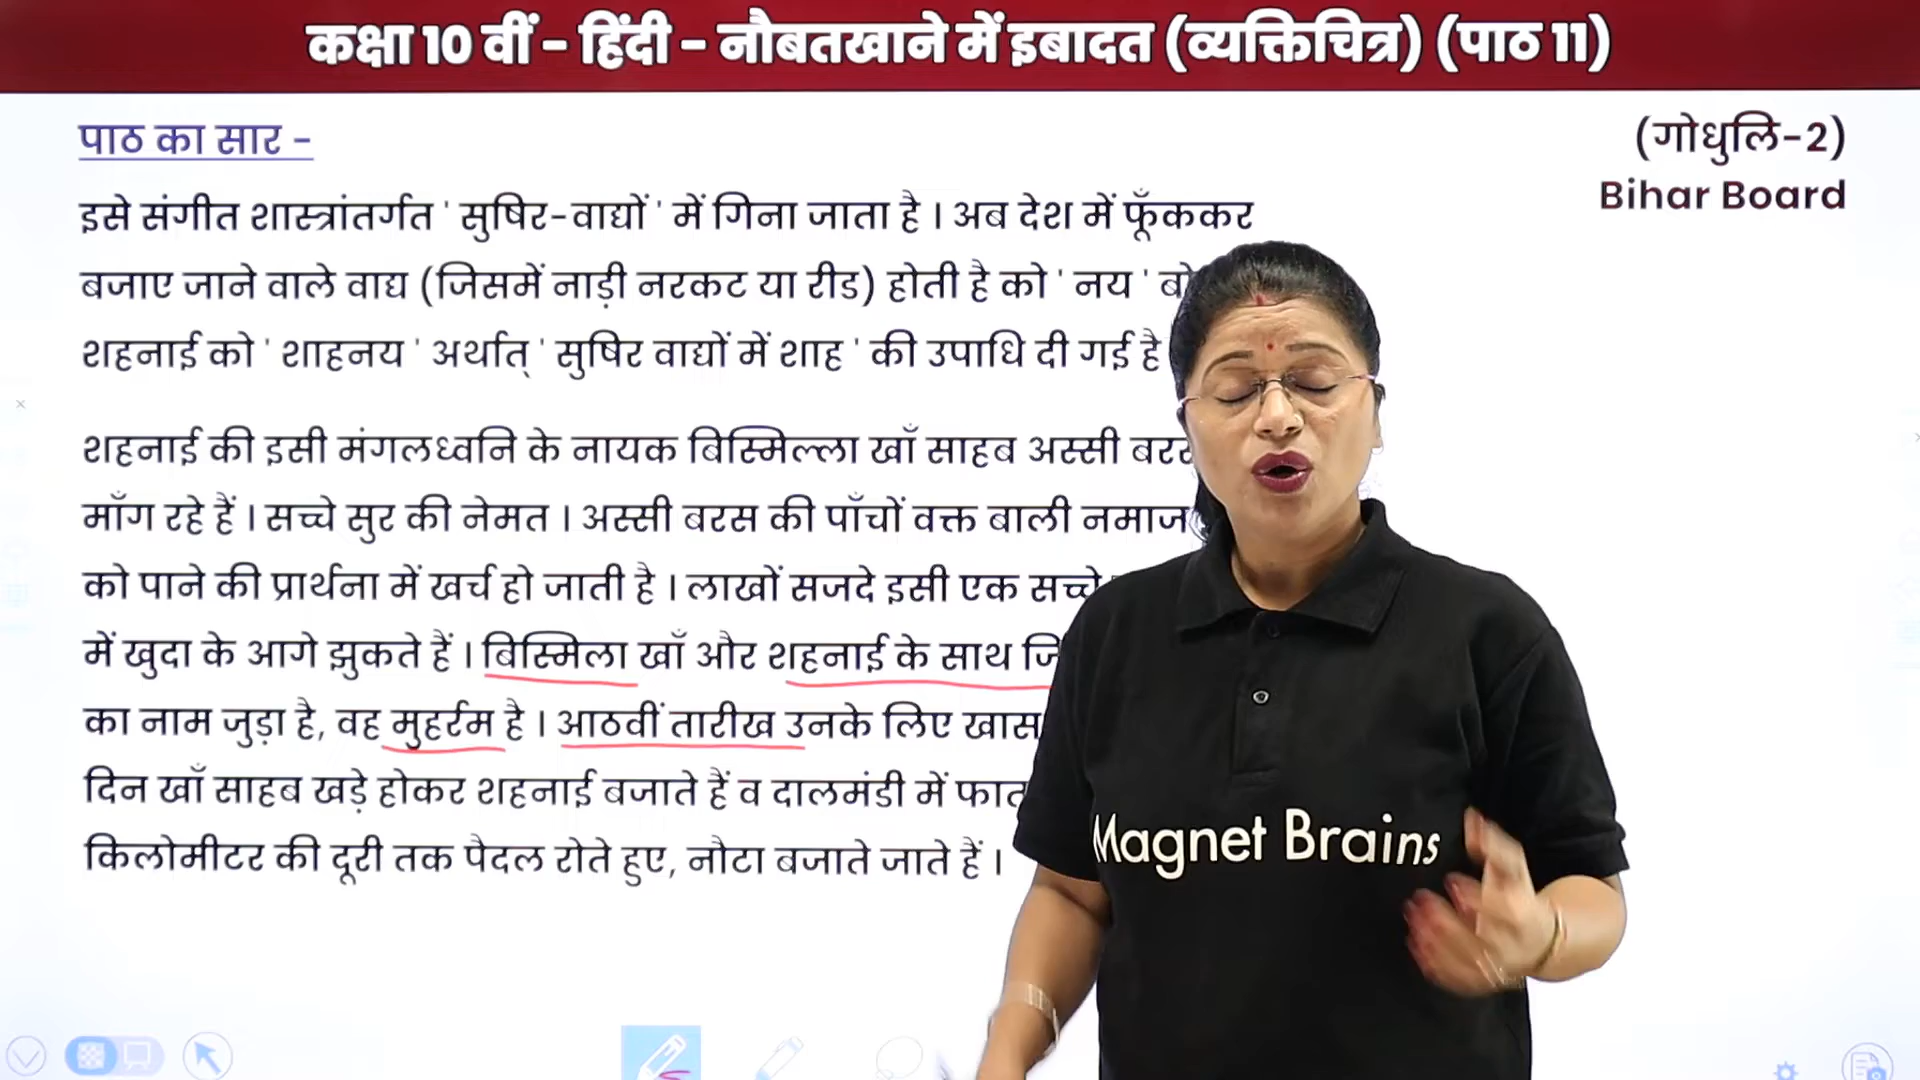 कक्षा 10 वीं - हिंदी - नौबतखाने में इबादत (व्यक्तिचित्र) (पाठ 11)
पाठ का सार -
(गोधुलि-2)
Bihar Board
इसे संगीत शास्त्रांतर्गत ' सुषिर-वाद्यों ' में गिना जाता है । अब देश में फूँककर
बजाए जाने वाले वाद्य (जिसमें नाड़ी नरकट या रीड) होती है को ' नय '
शहनाई को ' शाहनय ' अर्थात् ' सुषिर वाद्यों में शाह ' की उपाधि दी गई है
शहनाई की इसी मंगलध्वनि के नायक बिस्मिल्ला खाँ साहब अस्सी
माँग रहे हैं । सच्चे सुर की नेमत । अस्सी बरस की पाँचों वक्त बाली नमाज
को पाने की प्रार्थना में खर्च हो जाती है । लाखों सजदे इसी एक सच्चे
में खुदा के आगे झुकते हैं । बिस्मिला खाँ और शहनाई के साथ
का नाम जुड़ा है, वह मुहर्रम है । आठवीं तारीख उनके लिए खास
दिन खाँ साहब खड़े होकर शहनाई बजाते हैं व दालमंडी में
किलोमीटर की दूरी तक पैदल रोते हुए, नौटा बजाते जाते हैं ।
Magnet Brains